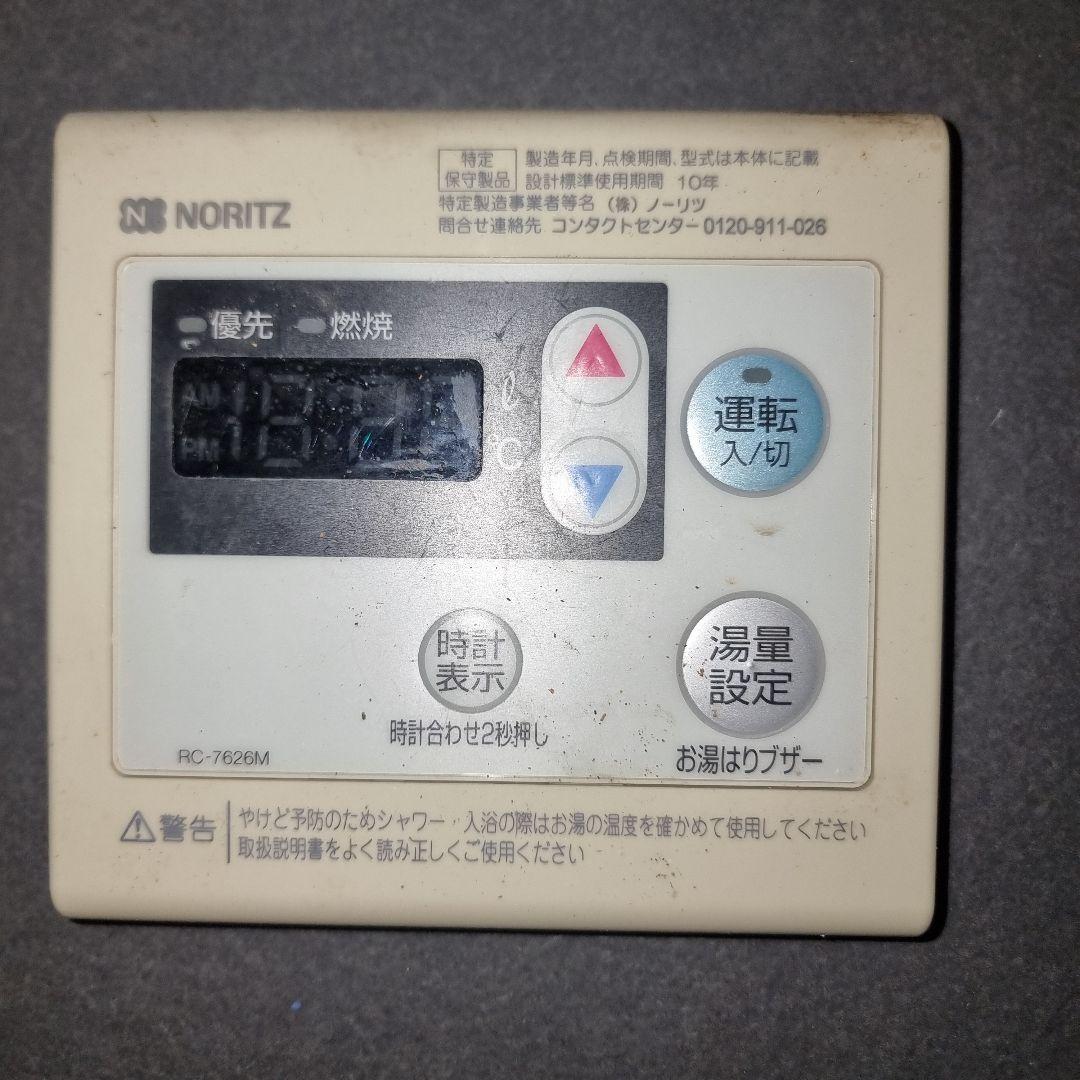 特定 製造年月、点検期間、型式は本体に記載
保守製品 設計標準使用期間 10年
特定製造事業者等名（株）ノーリツ
問合せ連絡先 コンタクトセンター0120-911-026
N NORITZ
優先 燃焼
AM
PM
ℓ
℃
運転
入/切
時計
表示
時計合わせ2秒押し
湯量
設定
お湯はりブザー
RC-7626M
⚠警告 やけど予防のためシャワー・入浴の際はお湯の温度を確かめて使用してください
取扱説明書をよく読み正しくご使用ください